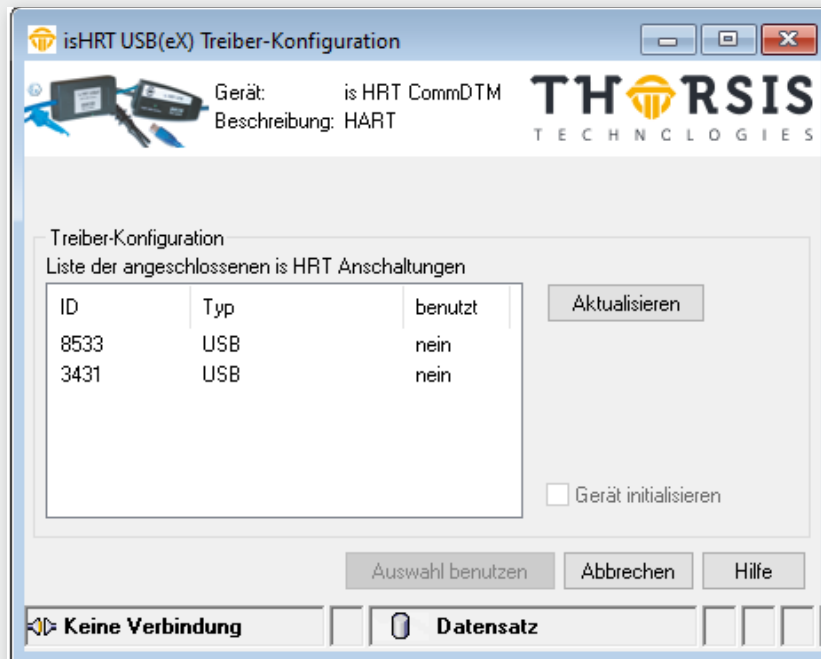 isHRT USB(eX) Treiber-Konfiguration
Gerät: is HRT CommDTM
Beschreibung: HART
THORSIS
TECHNOLOGIES
Treiber-Konfiguration
Liste der angeschlossenen is HRT Anschaltungen
ID Typ benutzt
8533 USB nein
3431 USB nein
Aktualisieren
Gerät initialisieren
Auswahl benutzen Abbrechen Hilfe
Keine Verbindung Datensatz